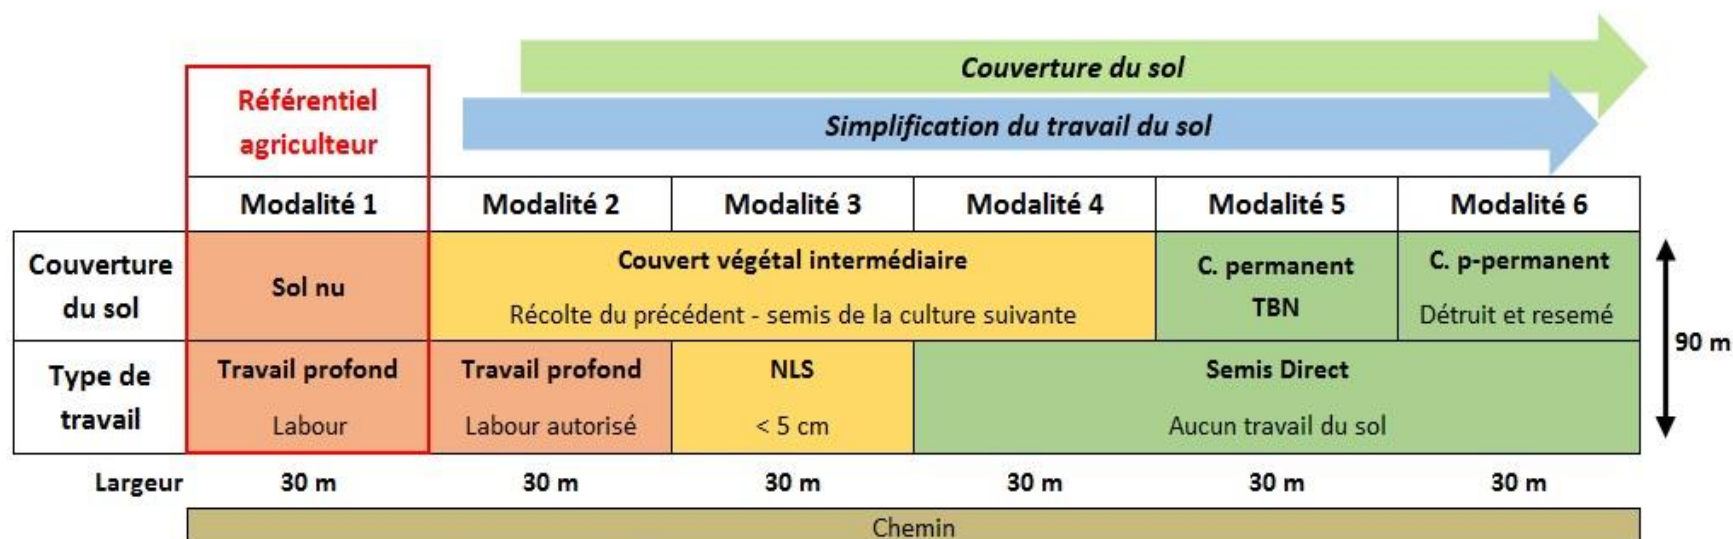 Couverture du sol
Référentiel
agriculteur
Simplification du travail du sol
Modalité 1 Modalité 2 Modalité 3 Modalité 4 Modalité 5 Modalité 6
Couverture
du sol
Sol nu
Couvert végétal intermédiaire
Récolte du précédent - semis de la culture suivante
C. permanent
TBN
C. p-permanent
Détruit et resemé
90 m
Type de
travail
Travail profond
Labour
Travail profond
Labour autorisé
NLS
< 5 cm
Semis Direct
Aucun travail du sol
Largeur 30 m 30 m 30 m 30 m 30 m 30 m
Chemin